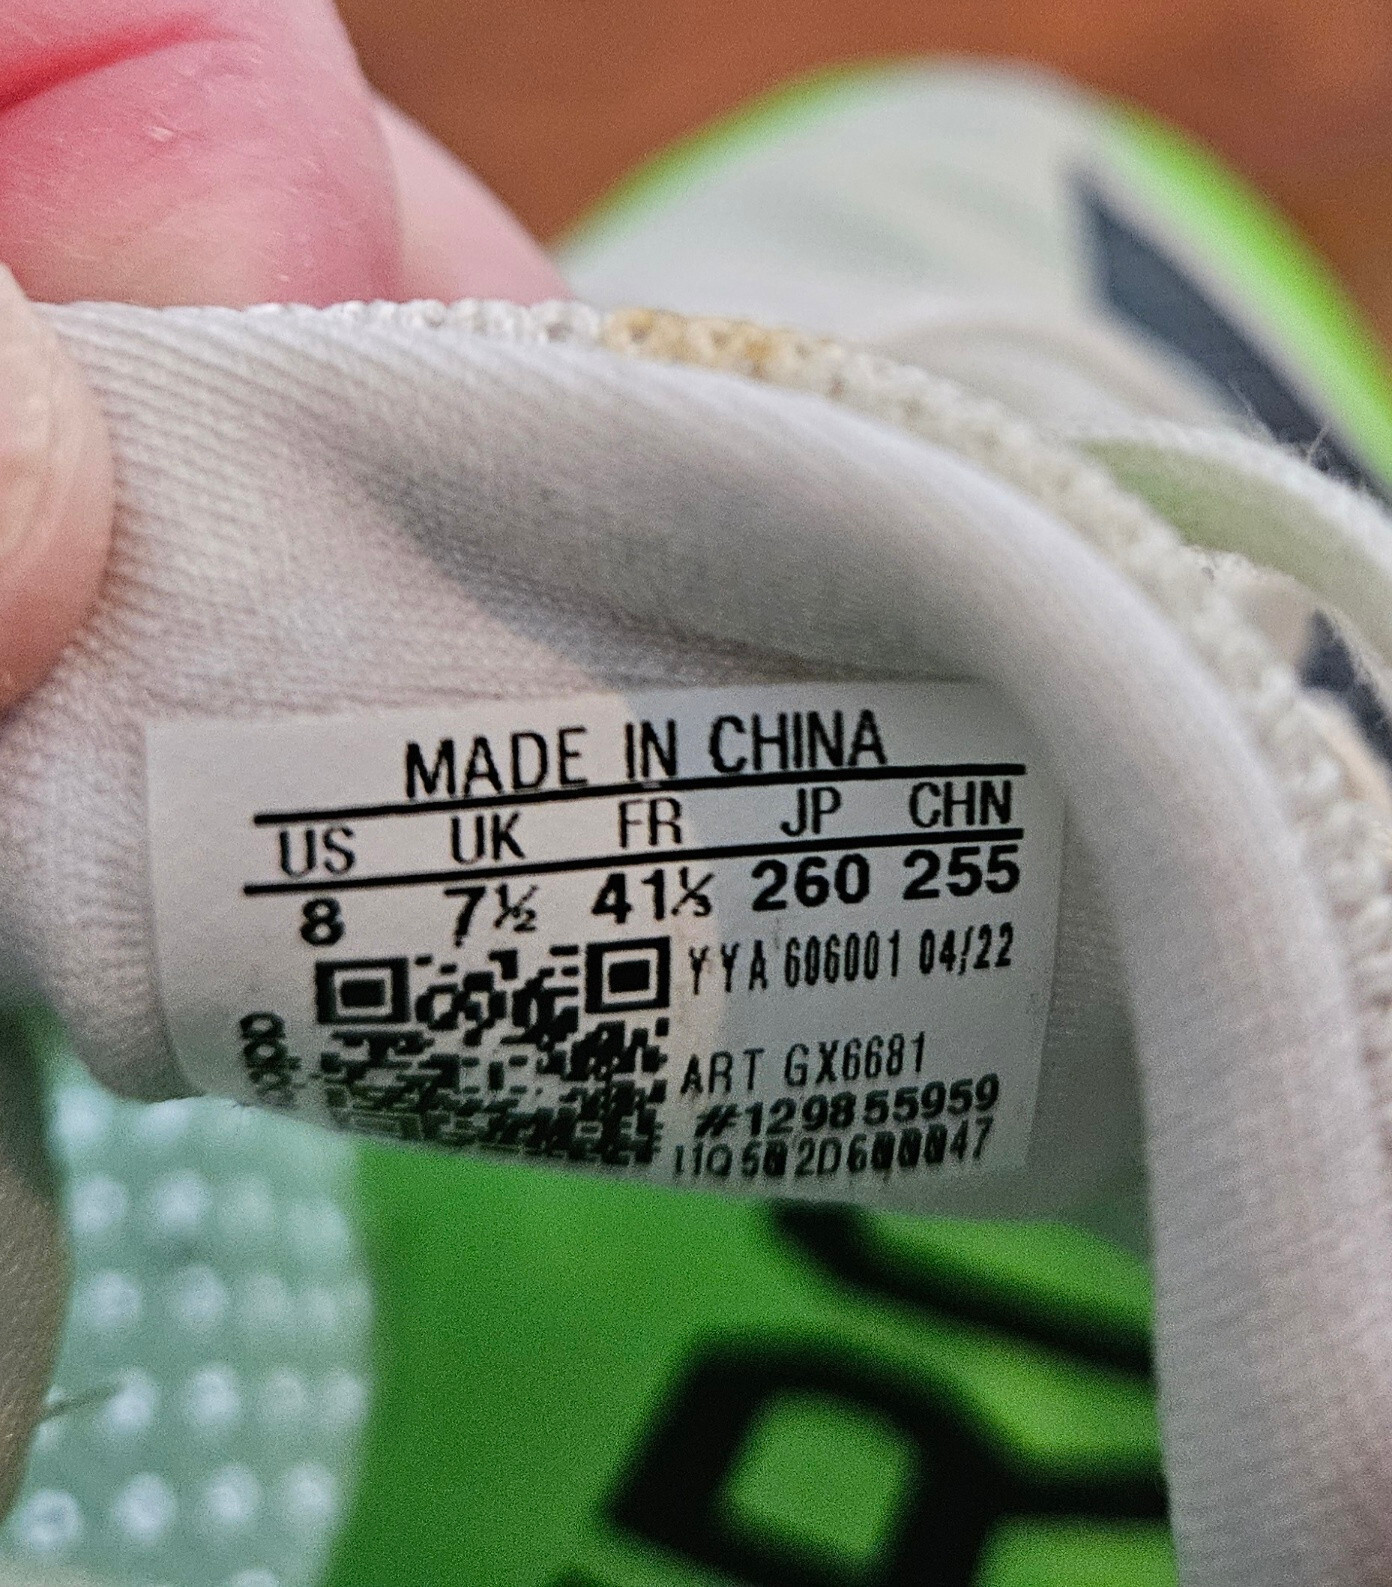 MADE IN CHINA
US UK FR JP CHN
8 7½ 41⅓ 260 255
YYA 606001 04/22
ART GX6681
#129855959